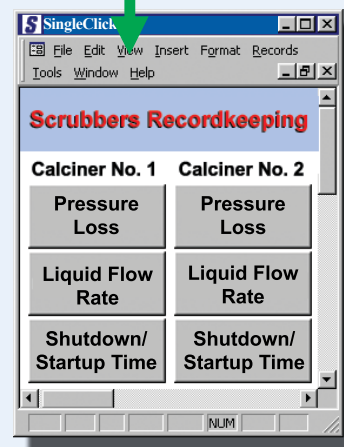 SingleClick
File Edit View Insert Format Records
Tools Window Help
Scrubbers Recordkeeping
Calciner No. 1 Calciner No. 2
Pressure Loss Pressure Loss
Liquid Flow Rate Liquid Flow Rate
Shutdown/ Startup Time Shutdown/ Startup Time
NUM